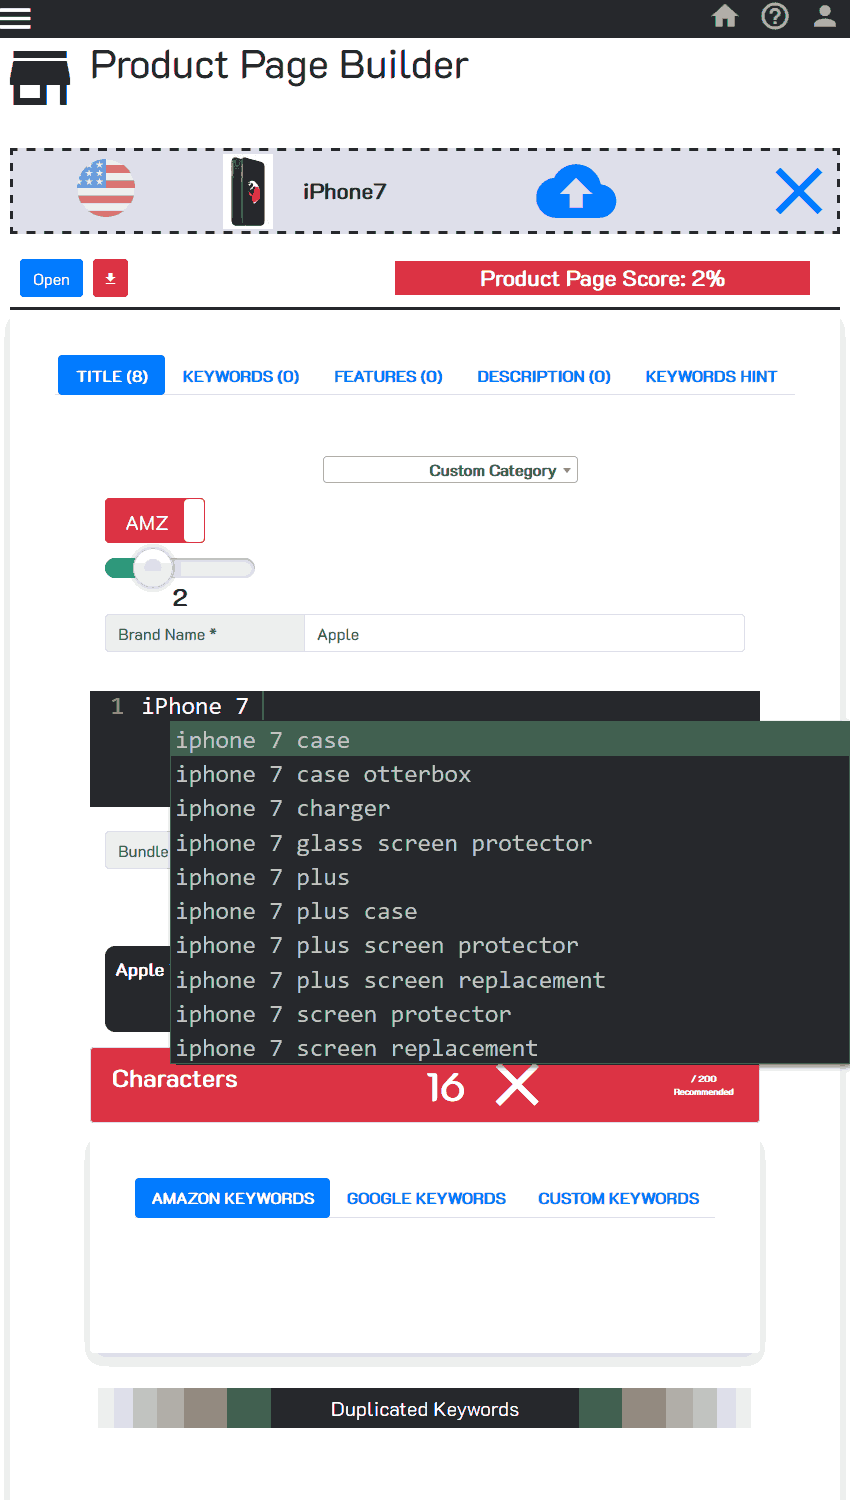 Product Page Builder
iPhone7
Open
Product Page Score: 2%
TITLE (8) KEYWORDS (0) FEATURES (0) DESCRIPTION (0) KEYWORDS HINT
Custom Category
AMZ
2
Brand Name * Apple
1 iPhone 7
iphone 7 case
iphone 7 case otterbox
iphone 7 charger
iphone 7 glass screen protector
Bundle
iphone 7 plus
iphone 7 plus case
iphone 7 plus screen protector
Apple
iphone 7 plus screen replacement
iphone 7 screen protector
iphone 7 screen replacement
Characters 16 / 200
Recommended
AMAZON KEYWORDS GOOGLE KEYWORDS CUSTOM KEYWORDS
Duplicated Keywords